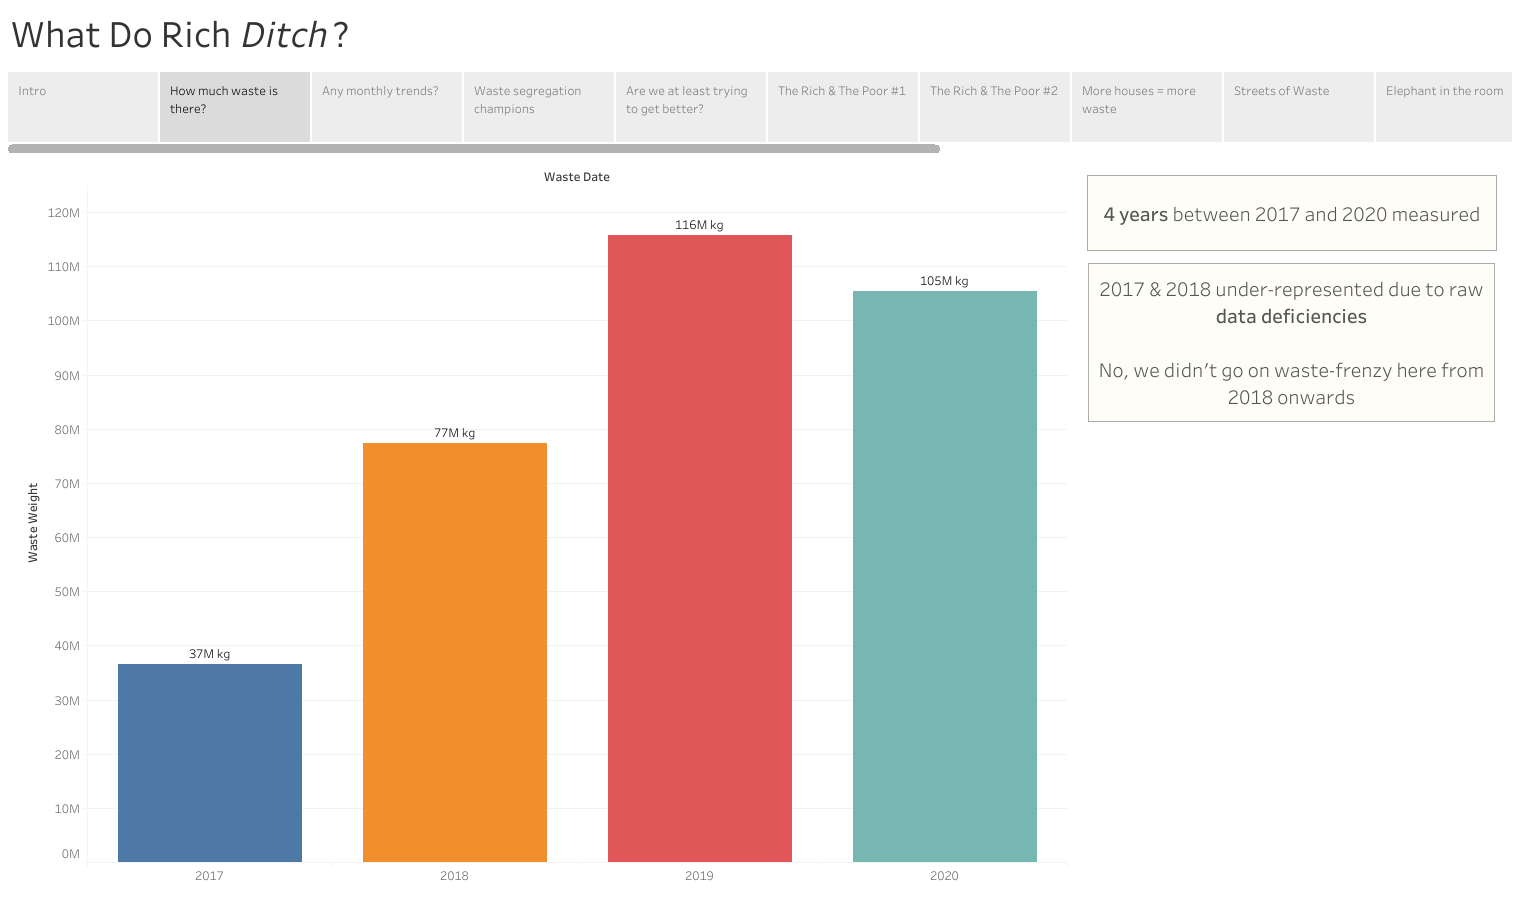 What Do Rich Ditch?
Intro
How much waste is
there?
Any monthly trends?
Waste segregation
champions
Are we at least trying
to get better?
The Rich & The Poor #1
The Rich & The Poor #2
More houses = more
waste
Streets of Waste
Elephant in the room
Waste Date
120M
110M
100M
90M
80M
70M
60M
50M
40M
30M
20M
10M
0M
Waste Weight
37M kg
77M kg
116M kg
105M kg
2017
2018
2019
2020
4 years between 2017 and 2020 measured
2017 & 2018 under-represented due to raw
data deficiencies
No, we didn't go on waste-frenzy here from
2018 onwards